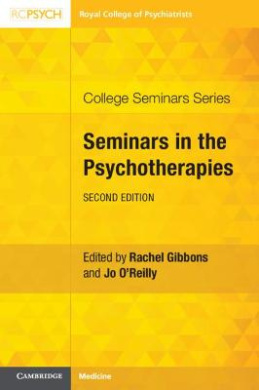 RCPSYCH Royal College of Psychiatrists
College Seminars Series
Seminars in the
Psychotherapies
SECOND EDITION
Edited by Rachel Gibbons
and Jo O'Reilly
CAMBRIDGE Medicine